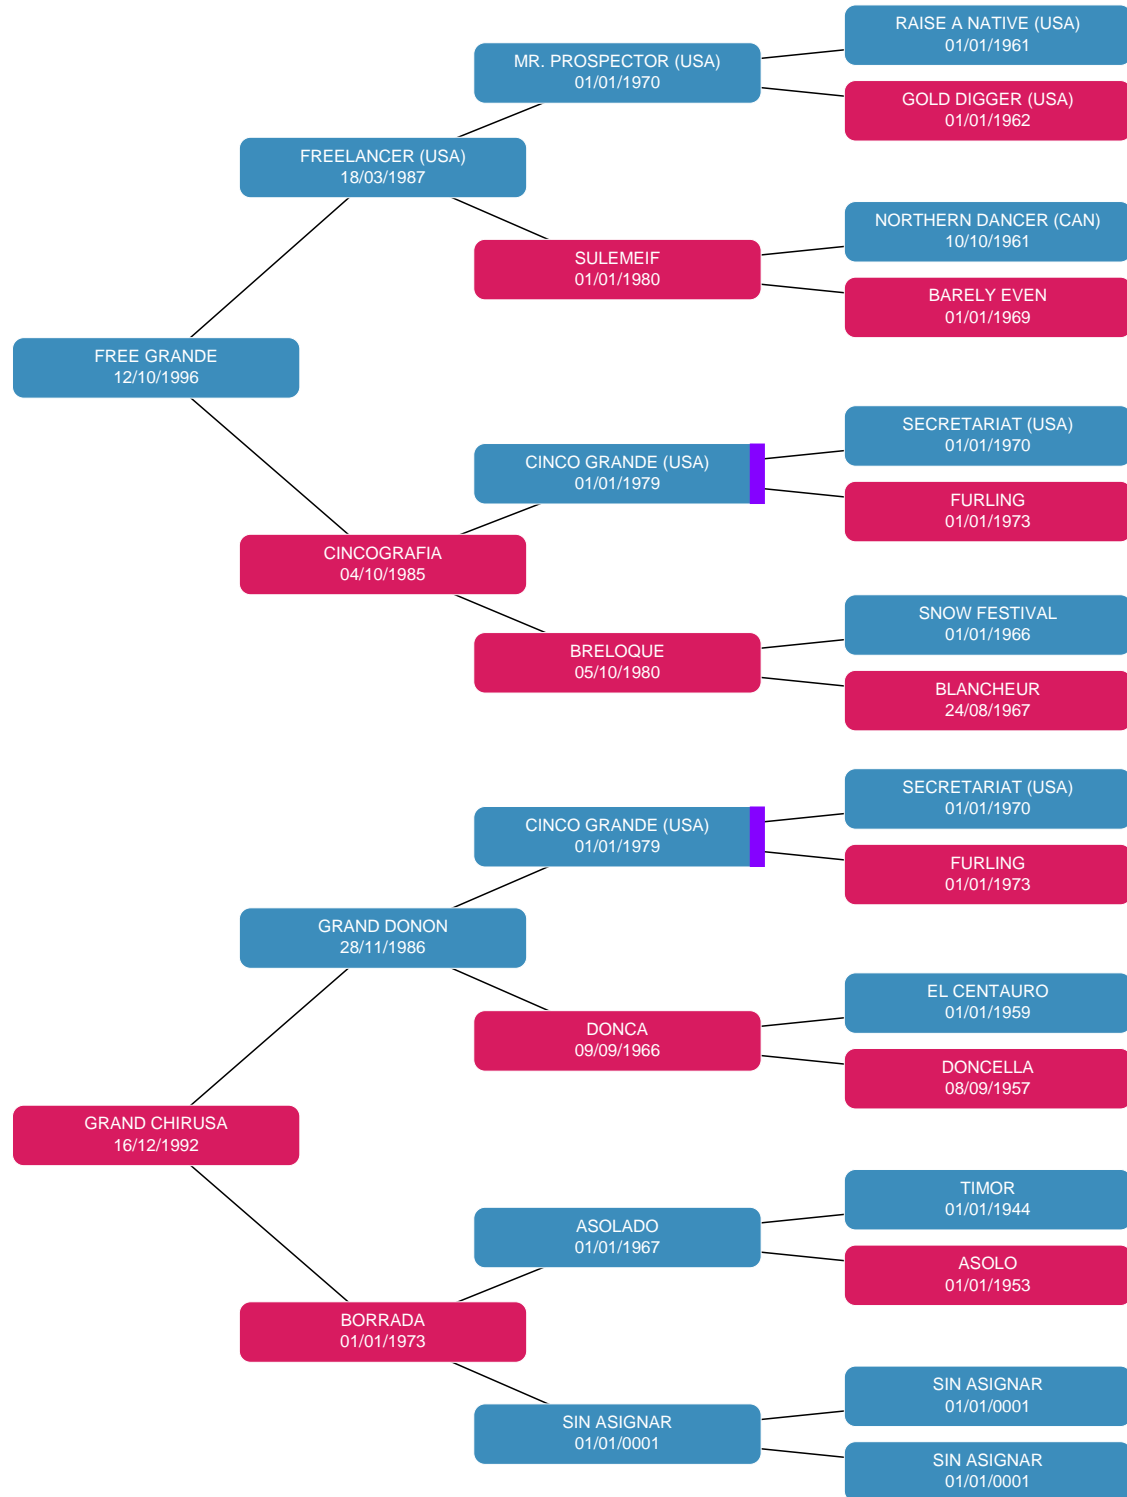 RAISE A NATIVE (USA)
01/01/1961
MR. PROSPECTOR (USA)
01/01/1970
GOLD DIGGER (USA)
01/01/1962
FREELANCER (USA)
18/03/1987
NORTHERN DANCER (CAN)
10/10/1961
SULEMEIF
01/01/1980
BARELY EVEN
01/01/1969
FREE GRANDE
12/10/1996
SECRETARIAT (USA)
01/01/1970
CINCO GRANDE (USA)
01/01/1979
FURLING
01/01/1973
CINCOGRAFIA
04/10/1985
SNOW FESTIVAL
01/01/1966
BRELOQUE
05/10/1980
BLANCHEUR
24/08/1967
SECRETARIAT (USA)
01/01/1970
CINCO GRANDE (USA)
01/01/1979
FURLING
01/01/1973
GRAND DONON
28/11/1986
EL CENTAURO
01/01/1959
DONCA
09/09/1966
DONCELLA
08/09/1957
GRAND CHIRUSA
16/12/1992
TIMOR
01/01/1944
ASOLADO
01/01/1967
ASOLO
01/01/1953
BORRADA
01/01/1973
SIN ASIGNAR
01/01/0001
SIN ASIGNAR
01/01/0001
SIN ASIGNAR
01/01/0001